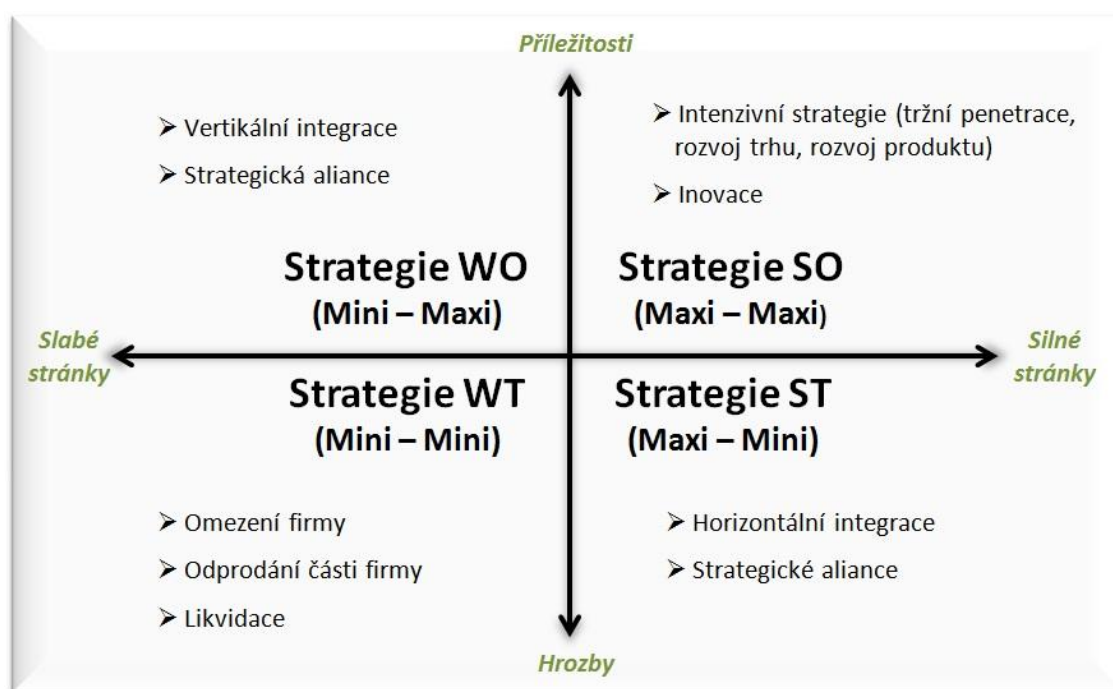 Příležitosti
➢ Vertikální integrace
➢ Strategická aliance
➢ Intenzivní strategie (tržní penetrace,
rozvoj trhu, rozvoj produktu)
➢ Inovace
Strategie WO
(Mini – Maxi)
Strategie SO
(Maxi – Maxi)
Slabé
stránky
Silné
stránky
Strategie WT
(Mini – Mini)
Strategie ST
(Maxi – Mini)
➢ Omezení firmy
➢ Odprodání části firmy
➢ Likvidace
➢ Horizontální integrace
➢ Strategické aliance
Hrozby